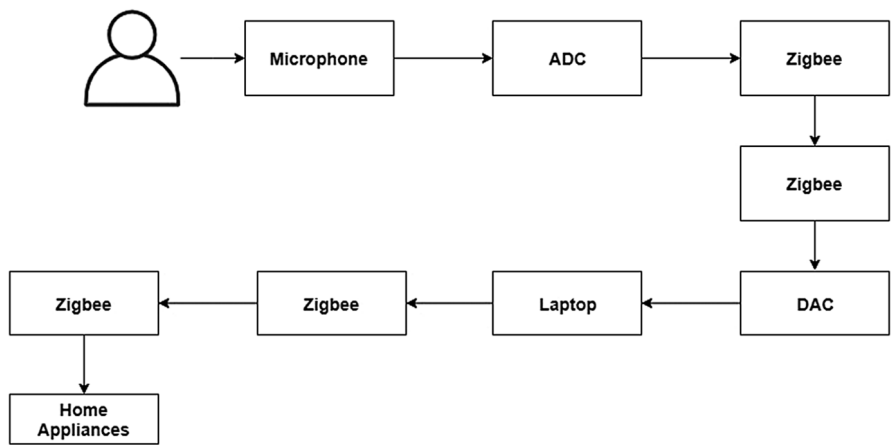 Microphone
ADC
Zigbee
Zigbee
DAC
Laptop
Zigbee
Zigbee
Home
Appliances